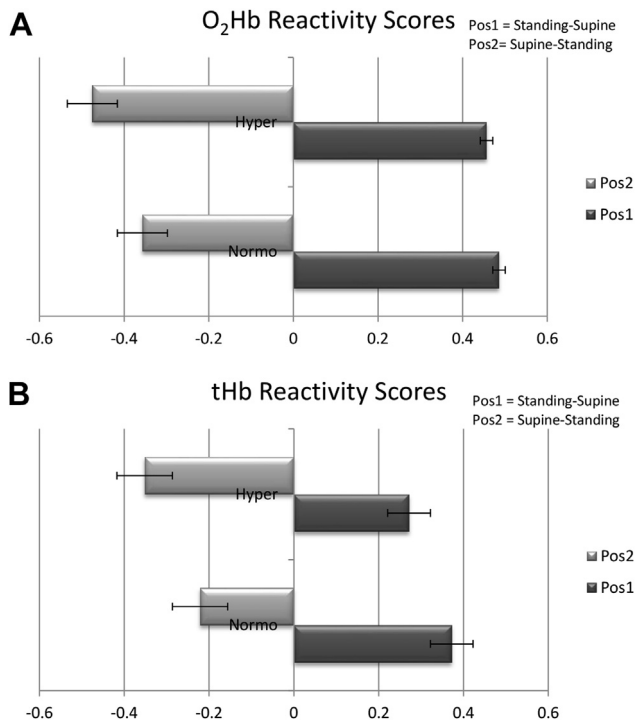 A
O₂Hb Reactivity Scores
Pos1 = Standing-Supine
Pos2= Supine-Standing
Hyper
Pos2
Pos1
Normo
-0.6 -0.4 -0.2 0 0.2 0.4 0.6
B
tHb Reactivity Scores
Pos1 = Standing-Supine
Pos2 = Supine-Standing
Hyper
Pos2
Pos1
Normo
-0.6 -0.4 -0.2 0 0.2 0.4 0.6